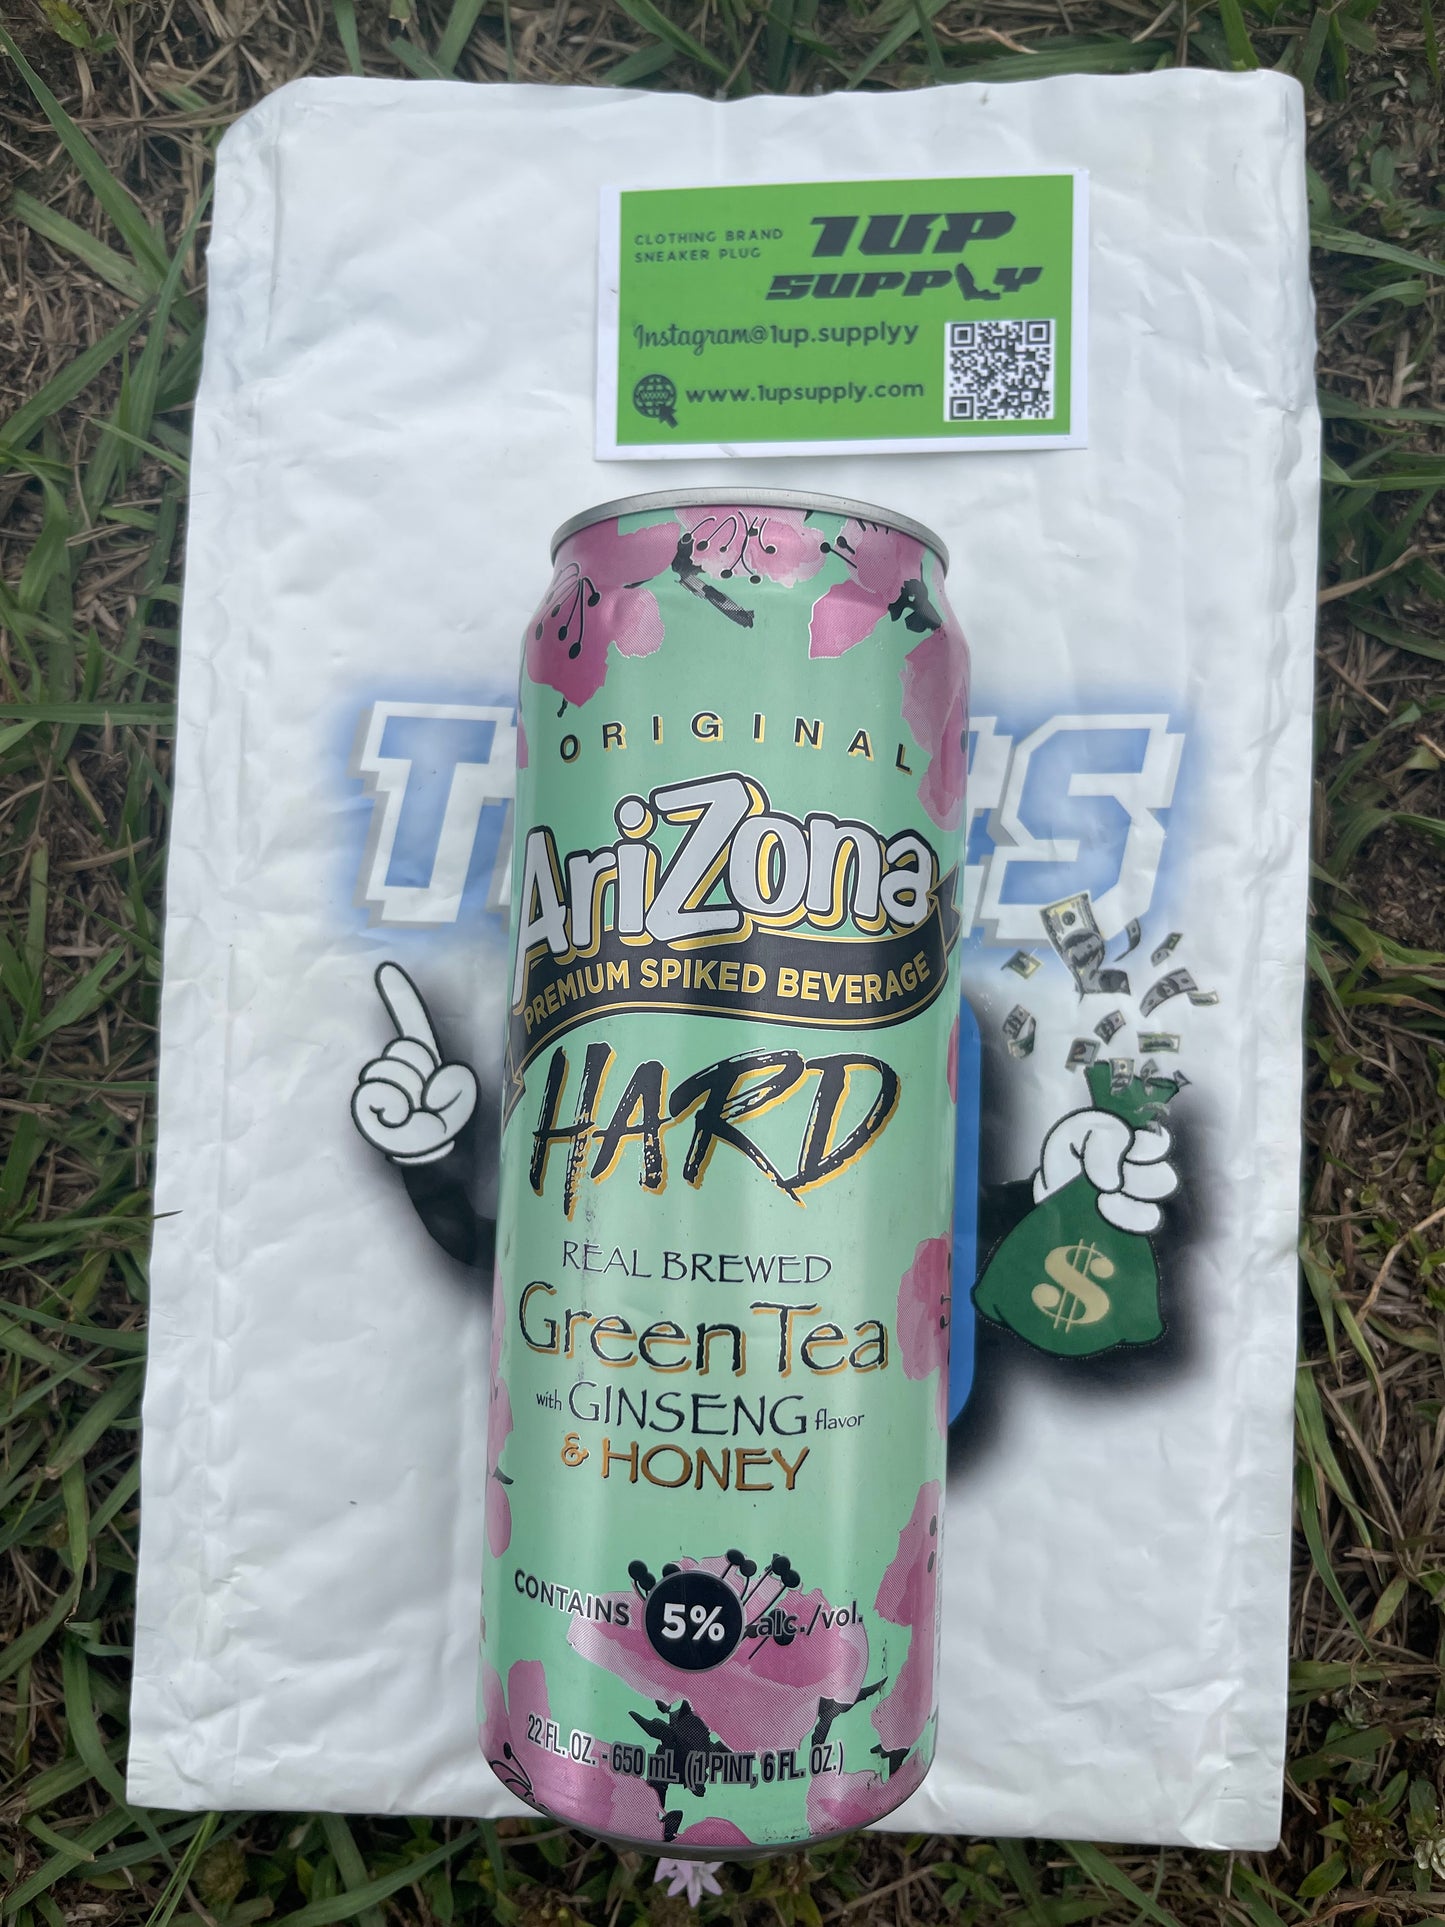 CLOTHING BRAND
SNEAKER PLUG
1UP
SUPPLY
Instagram@1up.supplyy
www.1upsupply.com
ORIGINAL
AriZona
PREMIUM SPIKED BEVERAGE
HARD
REAL BREWED
Green Tea
with GINSENG flavor
& HONEY
CONTAINS 5% alc./vol.
22 FL. OZ. - 650 mL (1 PINT, 6 FL. OZ.)
$